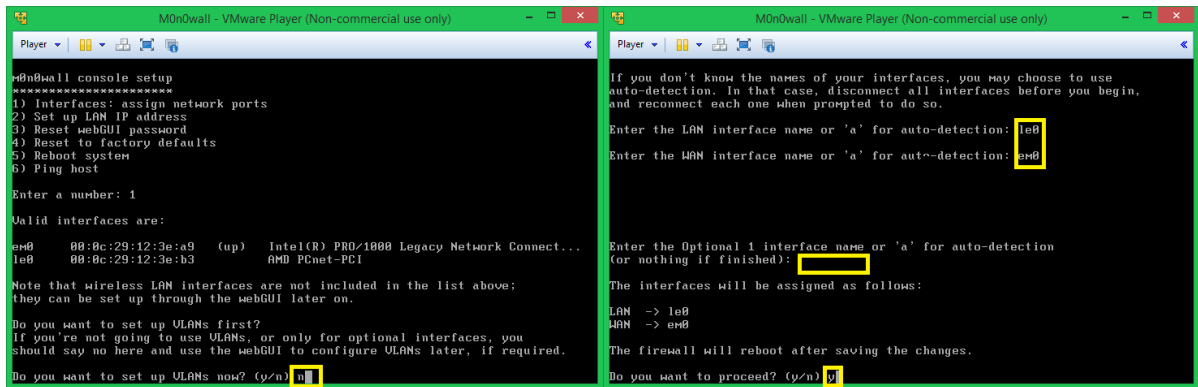 M0n0wall - VMware Player (Non-commercial use only)
Player
m0n0wall console setup
**********************
1) Interfaces: assign network ports
2) Set up LAN IP address
3) Reset webGUI password
4) Reset to factory defaults
5) Reboot system
6) Ping host
Enter a number: 1
Valid interfaces are:
em0 00:0c:29:12:3e:a9 (up) Intel(R) PRO/1000 Legacy Network Connect...
le0 00:0c:29:12:3e:b3 AMD PCnet-PCI
Note that wireless LAN interfaces are not included in the list above;
they can be set up through the webGUI later on.
Do you want to set up VLANs first?
If you're not going to use VLANs, or only for optional interfaces, you
should say no here and use the webGUI to configure VLANs later, if required.
Do you want to set up VLANs now? (y/n) n
M0n0wall - VMware Player (Non-commercial use only)
Player
If you don't know the names of your interfaces, you may choose to use
auto-detection. In that case, disconnect all interfaces before you begin,
and reconnect each one when prompted to do so.
Enter the LAN interface name or 'a' for auto-detection: le0
Enter the WAN interface name or 'a' for auto-detection: em0
Enter the Optional 1 interface name or 'a' for auto-detection
(or nothing if finished):
The interfaces will be assigned as follows:
LAN -> le0
WAN -> em0
The firewall will reboot after saving the changes.
Do you want to proceed? (y/n) y